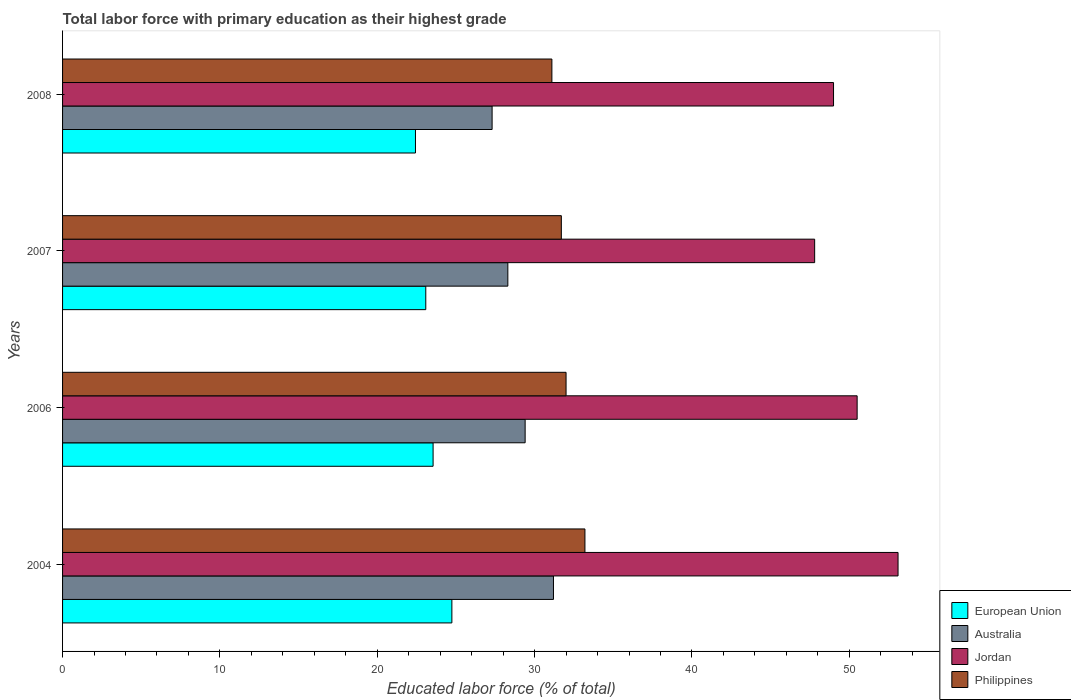 Total labor force with primary education as their highest grade
2008
2007
2006
2004
Years
0
10
20
30
40
50
Educated labor force (% of total)
European Union
Australia
Jordan
Philippines